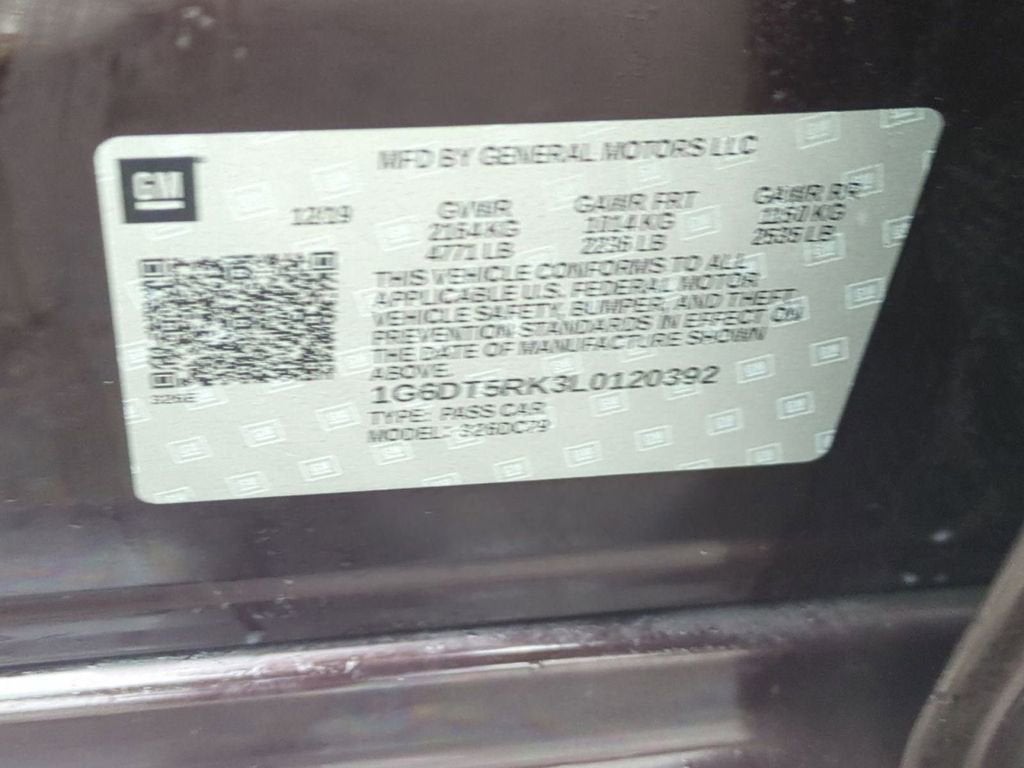 GM
MFD BY GENERAL MOTORS LLC
12/19
GVWR GAWR FRT GAWR RR
2164 KG 1014 KG 1150 KG
4771 LB 2236 LB 2535 LB
THIS VEHICLE CONFORMS TO ALL
APPLICABLE U.S. FEDERAL MOTOR
VEHICLE SAFETY, BUMPER, AND THEFT
PREVENTION STANDARDS IN EFFECT ON
THE DATE OF MANUFACTURE SHOWN
ABOVE.
1G6DT5RK3L0120392
TYPE: PASS CAR
MODEL: